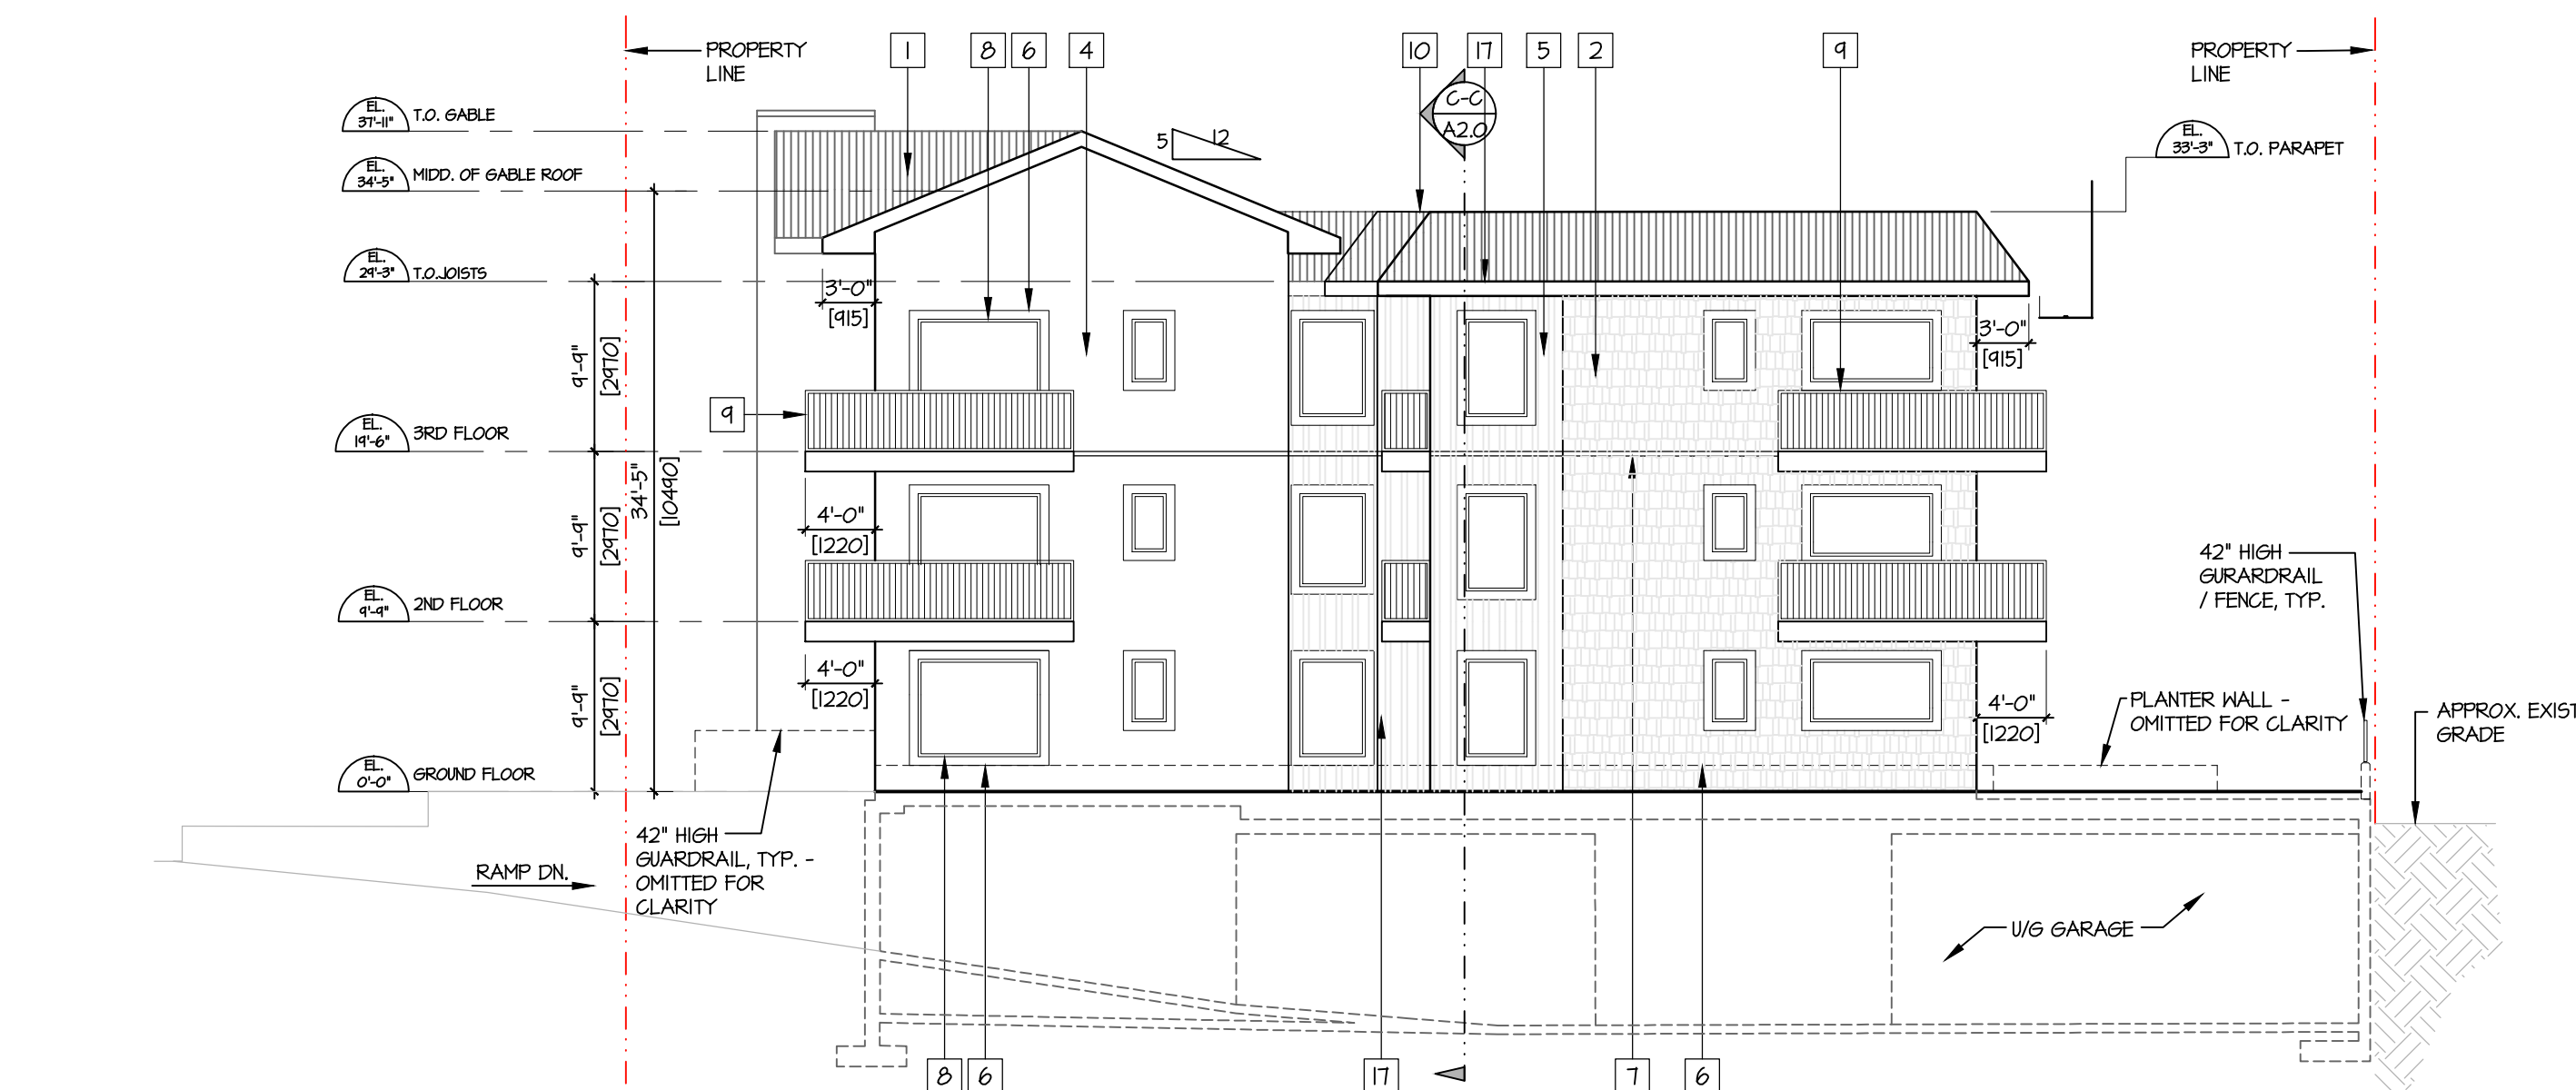 PROPERTY
LINE
1
8
6
4
10
17
5
2
9
PROPERTY
LINE
C-C
A2.0
EL.
37'-11"
T.O. GABLE
EL.
34'-5"
MIDD. OF GABLE ROOF
EL.
29'-3"
T.O.JOISTS
5
12
EL.
33'-3"
T.O. PARAPET
3'-0"
[915]
3'-0"
[915]
9'-9"
[2970]
9
EL.
19'-6"
3RD FLOOR
34'-5"
[10490]
9'-9"
[2970]
4'-0"
[1220]
EL.
9'-9"
2ND FLOOR
42" HIGH
GURARDRAIL
/ FENCE, TYP.
9'-9"
[2970]
4'-0"
[1220]
4'-0"
[1220]
PLANTER WALL -
OMITTED FOR CLARITY
APPROX. EXIST
GRADE
EL.
0'-0"
GROUND FLOOR
42" HIGH
GUARDRAIL, TYP. -
OMITTED FOR
CLARITY
RAMP DN.
U/G GARAGE
8
6
17
7
6